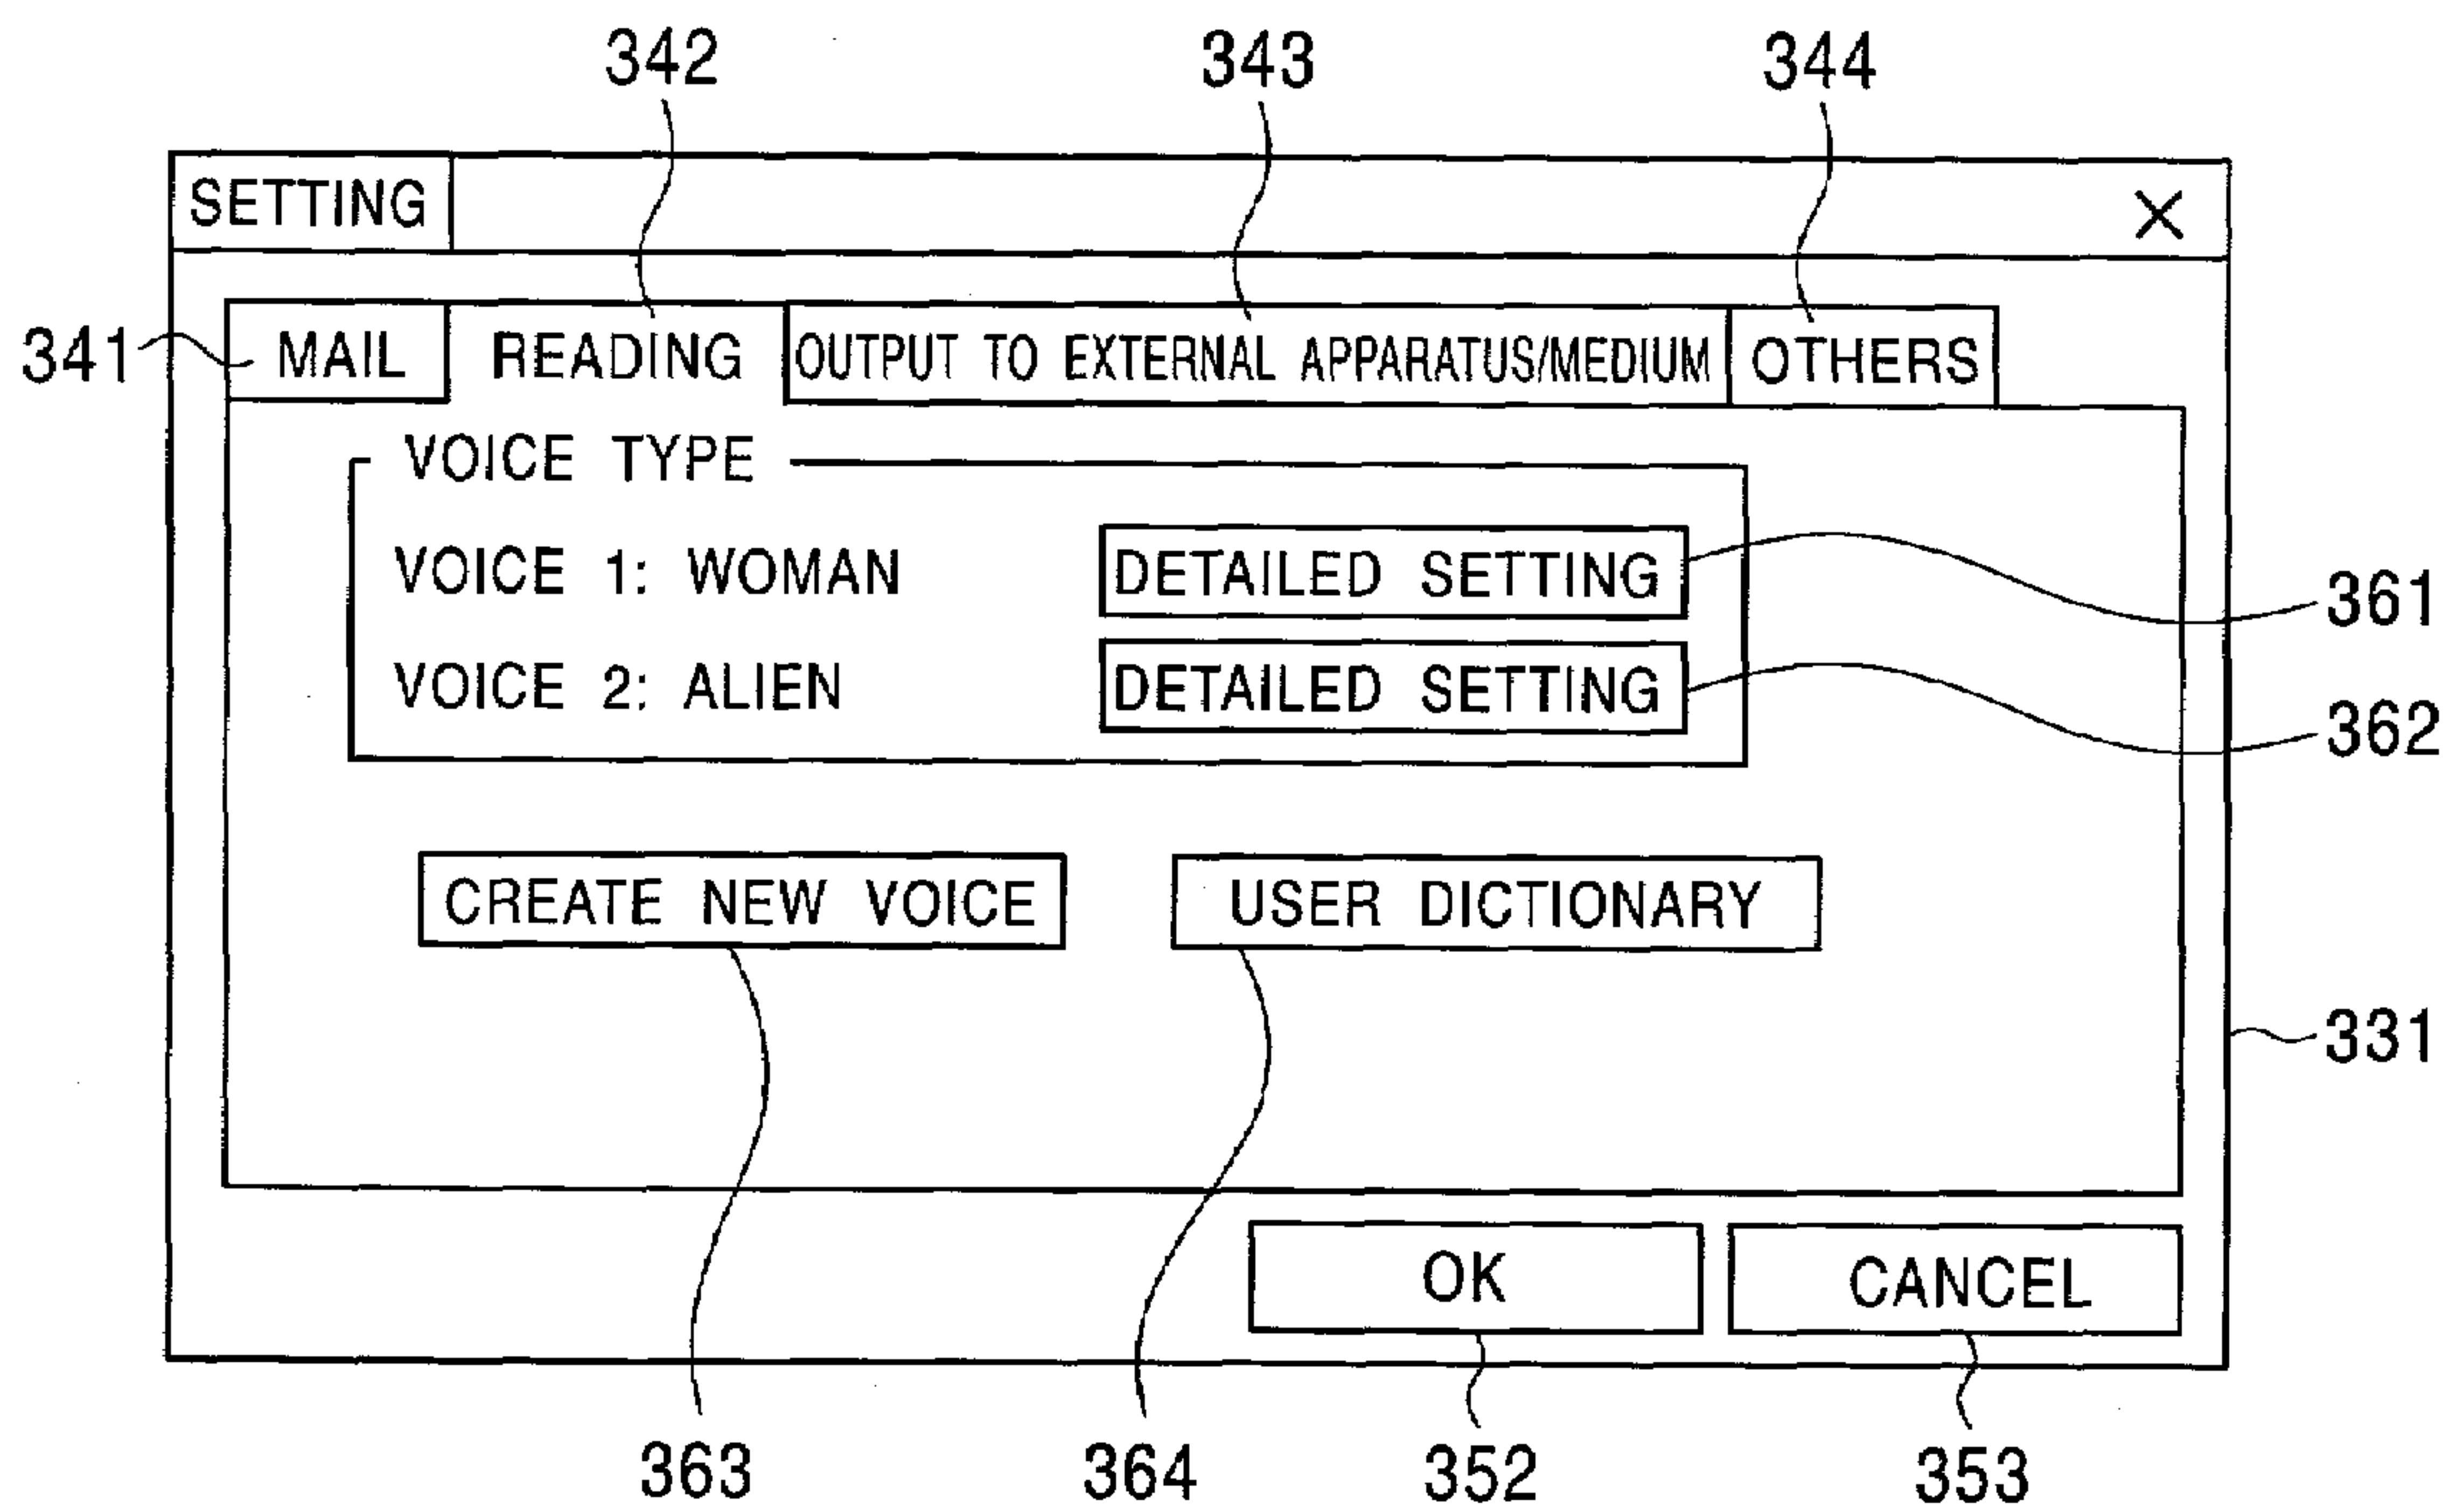 342 343 344
SETTING X
341 MAIL READING OUTPUT TO EXTERNAL APPARATUS/MEDIUM OTHERS
VOICE TYPE
VOICE 1: WOMAN DETAILED SETTING 361
VOICE 2: ALIEN DETAILED SETTING 362
CREATE NEW VOICE USER DICTIONARY
331
OK CANCEL
363 364 352 353